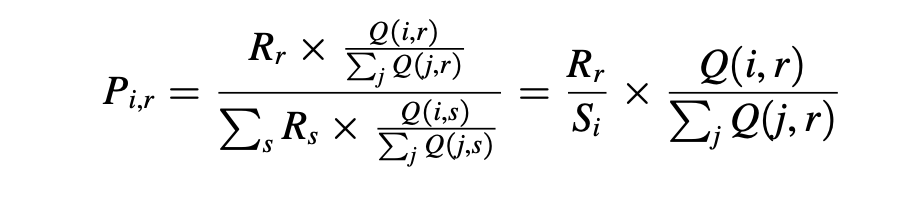 P_{i,r} = \frac{R_r \times \frac{Q(i,r)}{\sum_j Q(j,r)}}{\sum_s R_s \times \frac{Q(i,s)}{\sum_j Q(j,s)}} = \frac{R_r}{S_i} \times \frac{Q(i,r)}{\sum_j Q(j,r)}